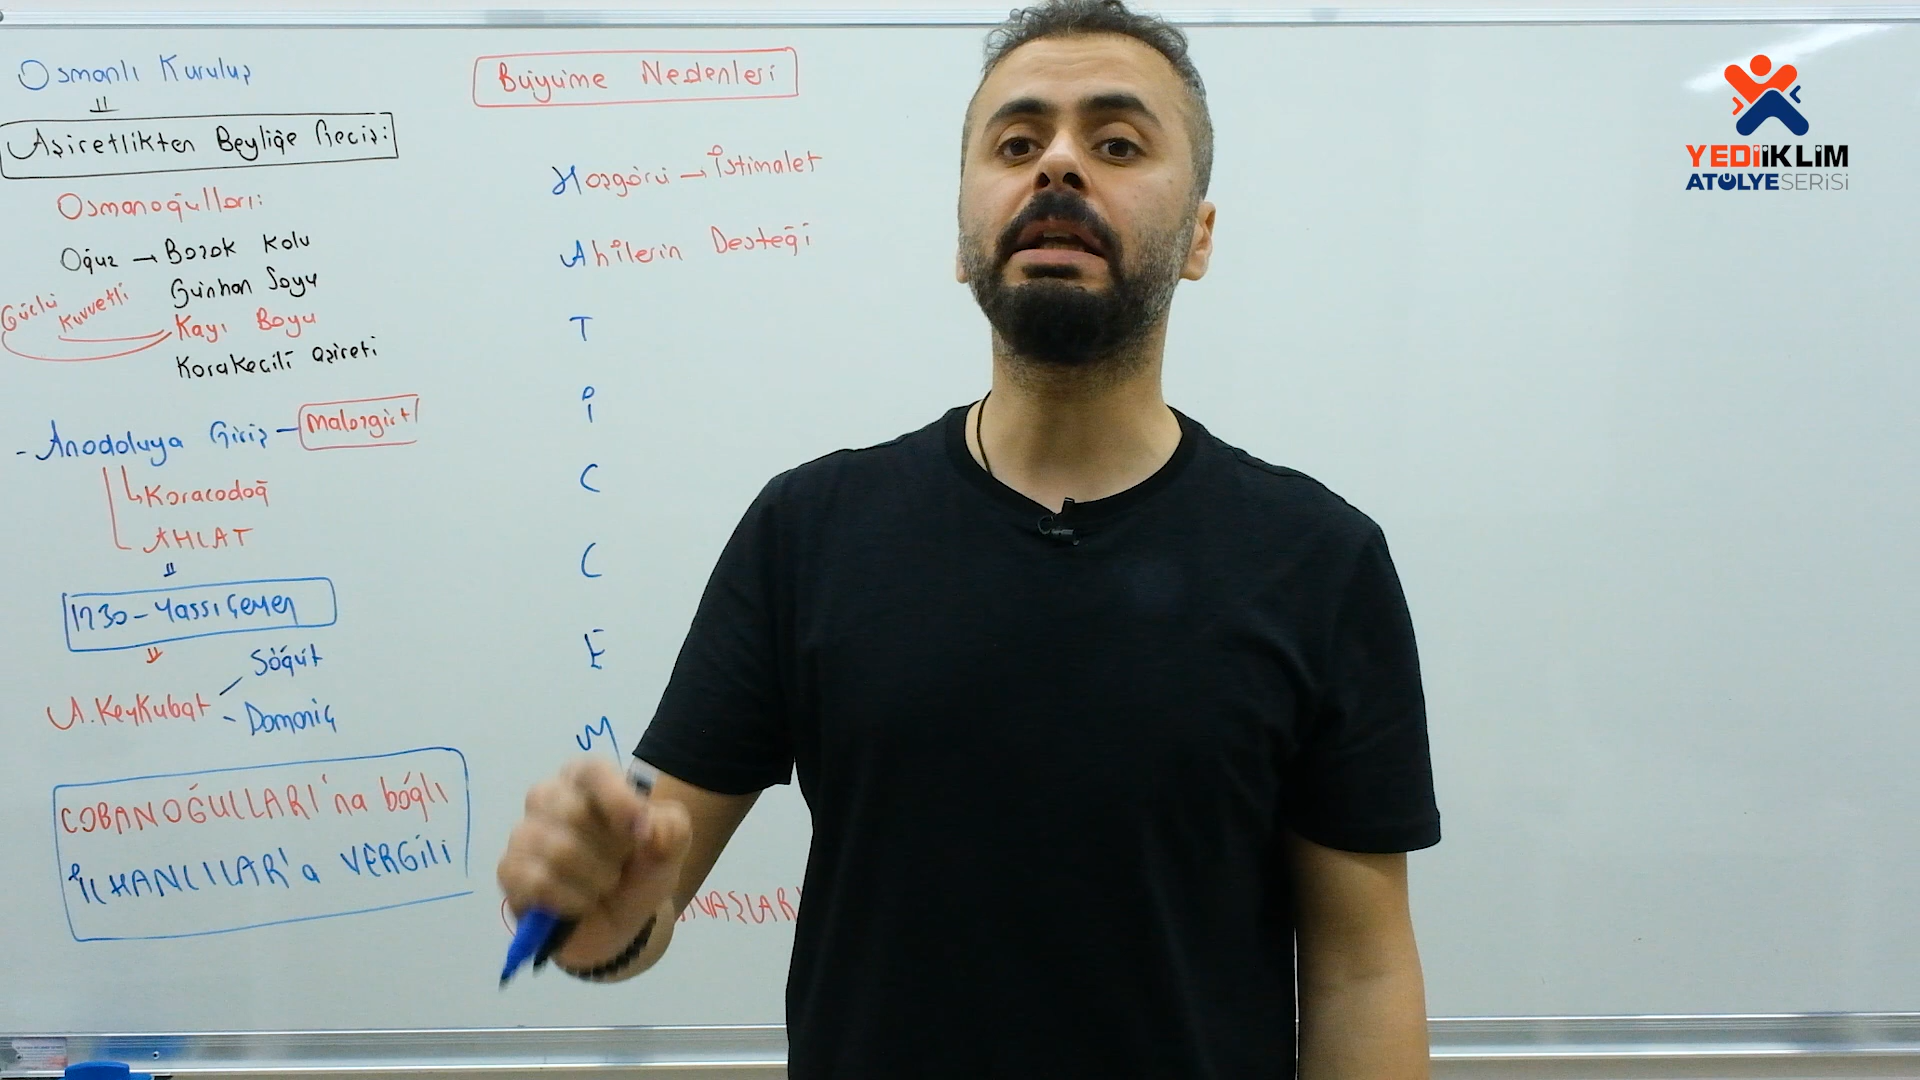 Osmanlı Kuruluş
Aşiretlikten Beyliğe Geçiş:
Osmanoğulları:
Oğuz → Bozok Kolu
Günhan Soyu
Güçlü
Kuvvetli
Kayı Boyu
Karakeçili aşireti
- Anadoluya Giriş - Malazgirt
Karacadağ
AHLAT
1230 - Yassıçemen
A. Keykubat
Söğüt
- Domaniç
ÇOBANOĞULLARI'na bağlı
İLHANLILAR'a VERGİLİ
Büyüme Nedenleri
Hoşgörü → İstimalet
Ahilerin Desteği
T
İ
C
C
E
M
YEDİİKLİM
ATÖLYE SERİSİ